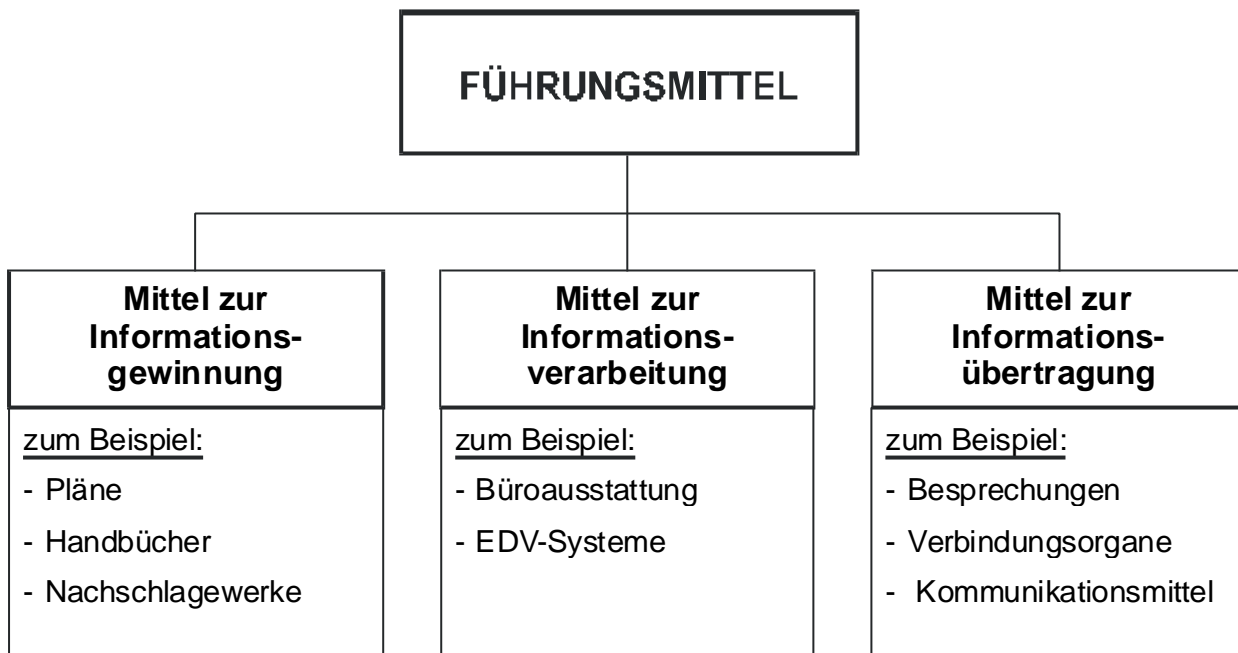 FÜHRUNGSMITTEL
Mittel zur
Informations-
gewinnung
zum Beispiel:
- Pläne
- Handbücher
- Nachschlagewerke
Mittel zur
Informations-
verarbeitung
zum Beispiel:
- Büroausstattung
- EDV-Systeme
Mittel zur
Informations-
übertragung
zum Beispiel:
- Besprechungen
- Verbindungsorgane
- Kommunikationsmittel